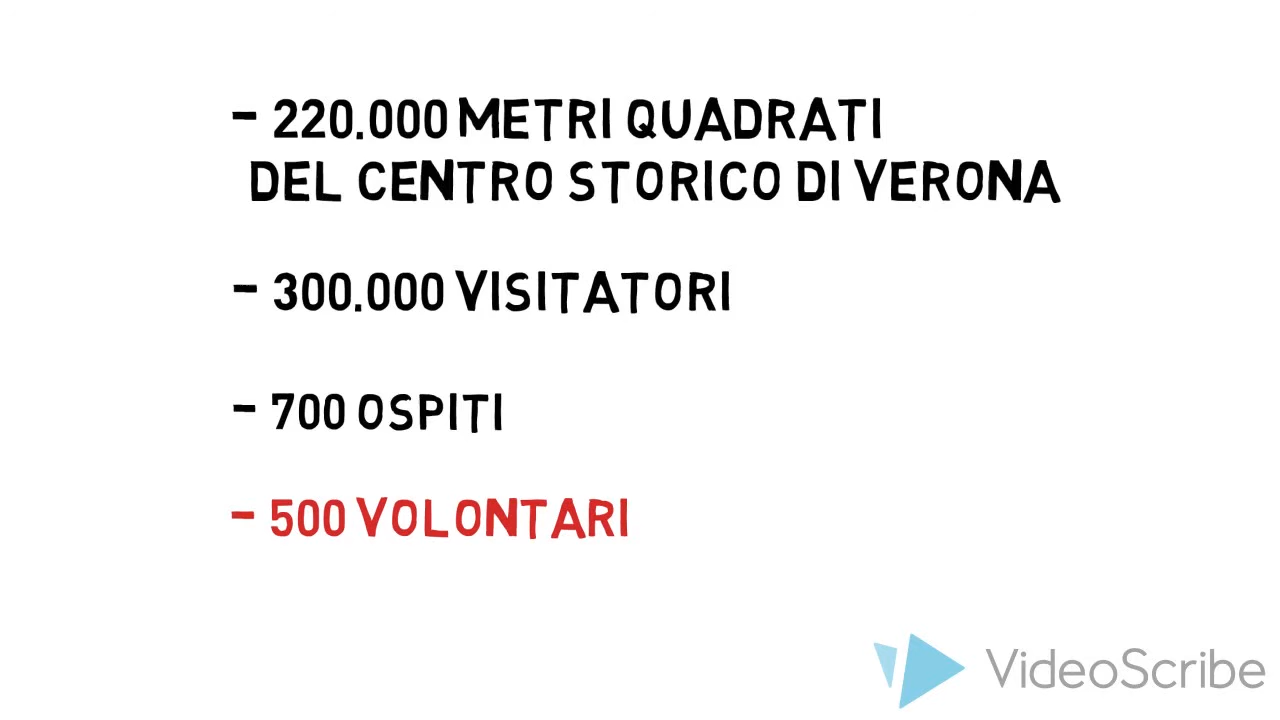 - 220.000 METRI QUADRATI
DEL CENTRO STORICO DI VERONA
- 300.000 VISITATORI
- 700 OSPITI
- 500 VOLONTARI
VideoScribe